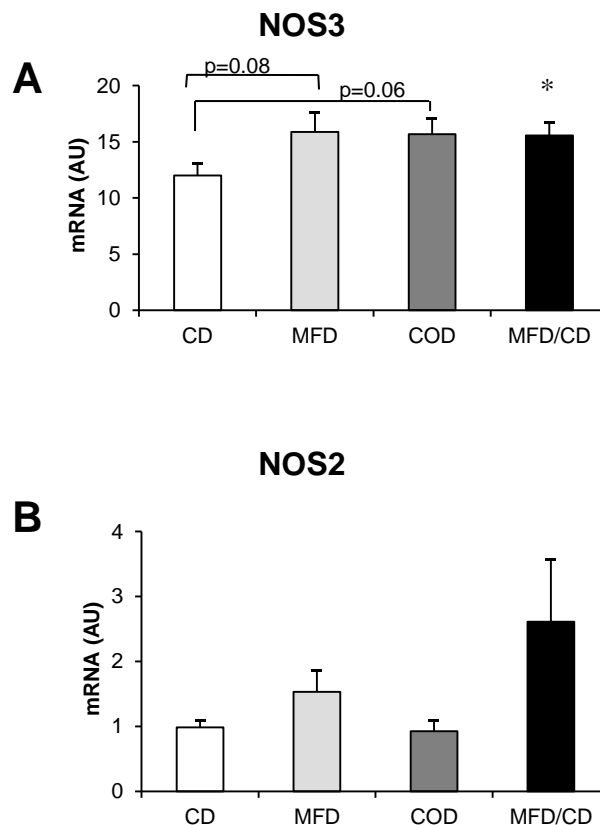 NOS3
A
p=0.08
p=0.06
*
mRNA (AU)
20
15
10
5
0
CD MFD COD MFD/CD
NOS2
B
mRNA (AU)
4
3
2
1
0
CD MFD COD MFD/CD